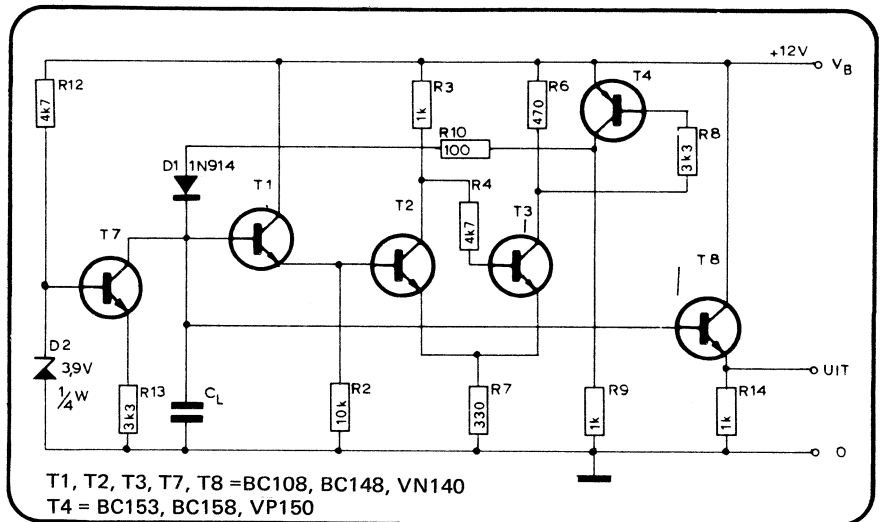 +12V
V_B
R12
4k7
R3
1k
R6
470
T4
R10
100
R8
3k3
D1 1N914
T1
R4
4k7
T2
T3
T7
T8
D2
3,9V
1/4 W
R13
3k3
C_L
R2
10k
R7
330
R9
1k
R14
1k
UIT
0
T1, T2, T3, T7, T8 =BC108, BC148, VN140
T4 = BC153, BC158, VP150